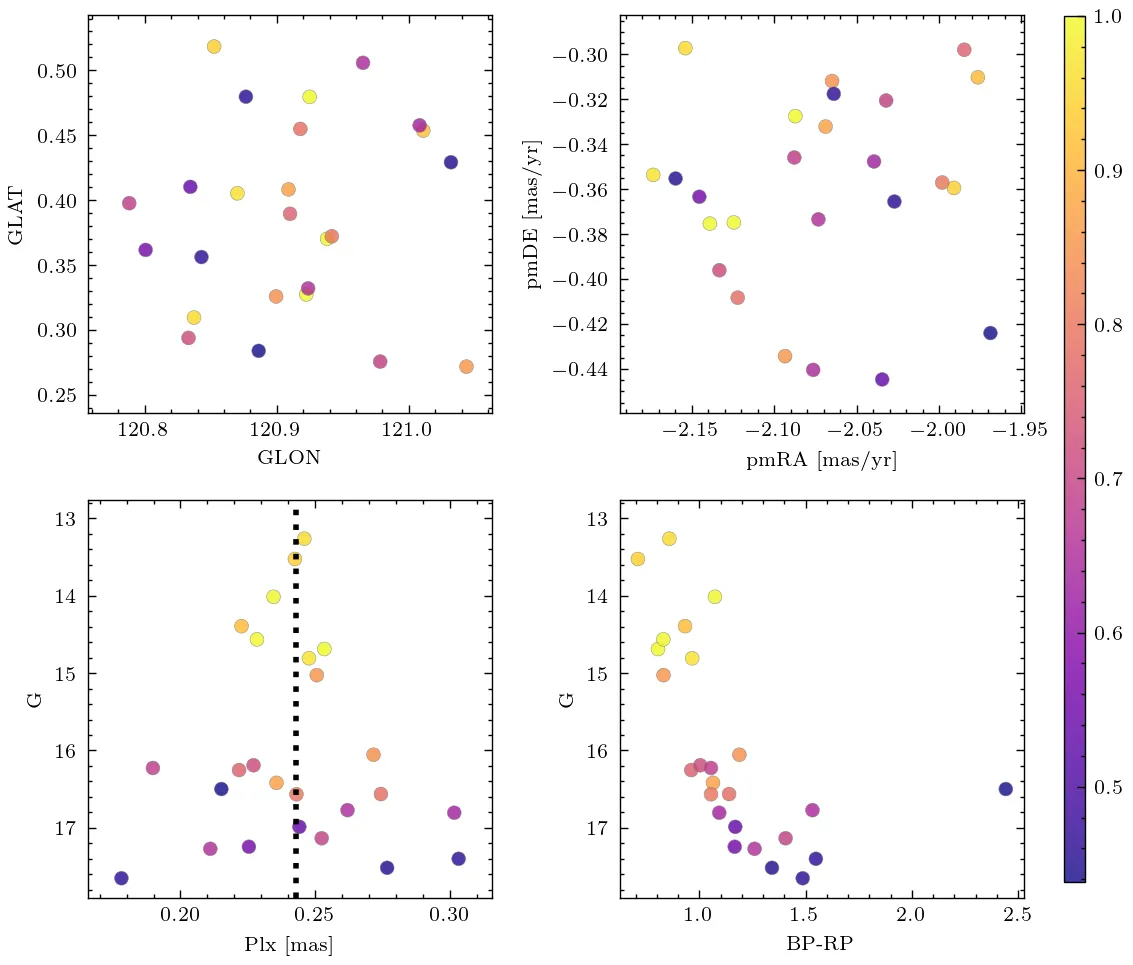 0.50
0.45
0.40
0.35
0.30
0.25
GLAT
120.8 120.9 121.0
GLON
−0.30
−0.32
−0.34
−0.36
−0.38
−0.40
−0.42
−0.44
pmDE [mas/yr]
−2.15 −2.10 −2.05 −2.00 −1.95
pmRA [mas/yr]
13
14
15
16
17
G
0.20 0.25 0.30
Plx [mas]
13
14
15
16
17
G
1.0 1.5 2.0 2.5
BP-RP
1.0
0.9
0.8
0.7
0.6
0.5